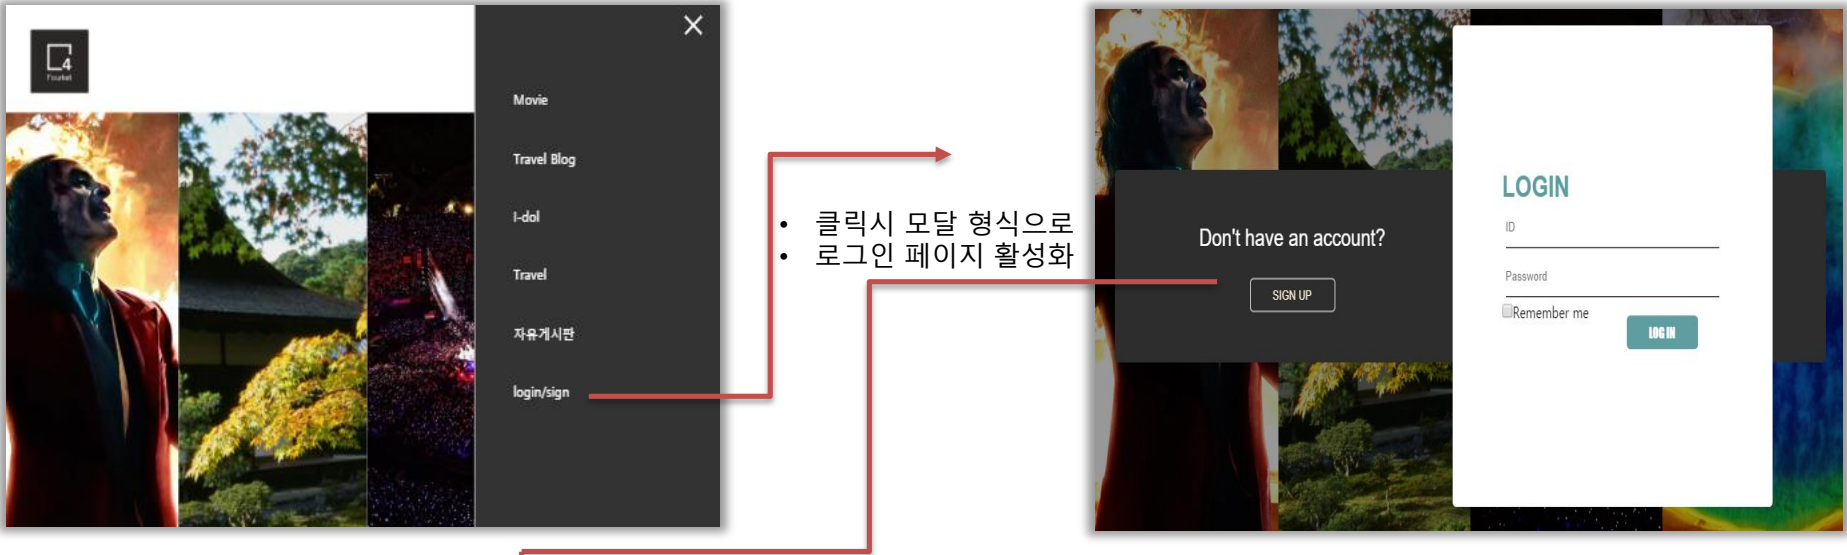 4
Fourket
Movie
Travel Blog
I-dol
Travel
자유게시판
login/sign
• 클릭시 모달 형식으로
• 로그인 페이지 활성화
Don't have an account?
SIGN UP
LOGIN
ID
Password
Remember me
LOG IN